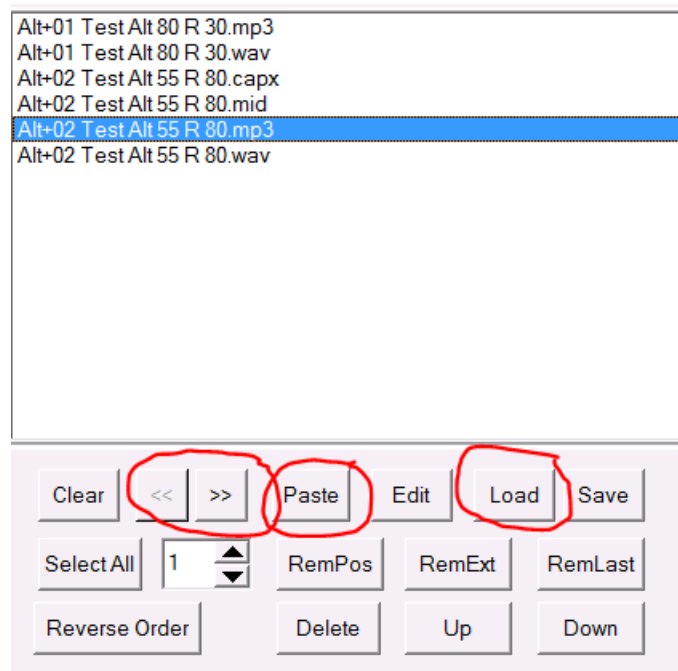 Alt+01 Test Alt 80 R 30.mp3
Alt+01 Test Alt 80 R 30.wav
Alt+02 Test Alt 55 R 80.capx
Alt+02 Test Alt 55 R 80.mid
Alt+02 Test Alt 55 R 80.mp3
Alt+02 Test Alt 55 R 80.wav
Clear << >> Paste Edit Load Save
Select All 1 RemPos RemExt RemLast
Reverse Order Delete Up Down